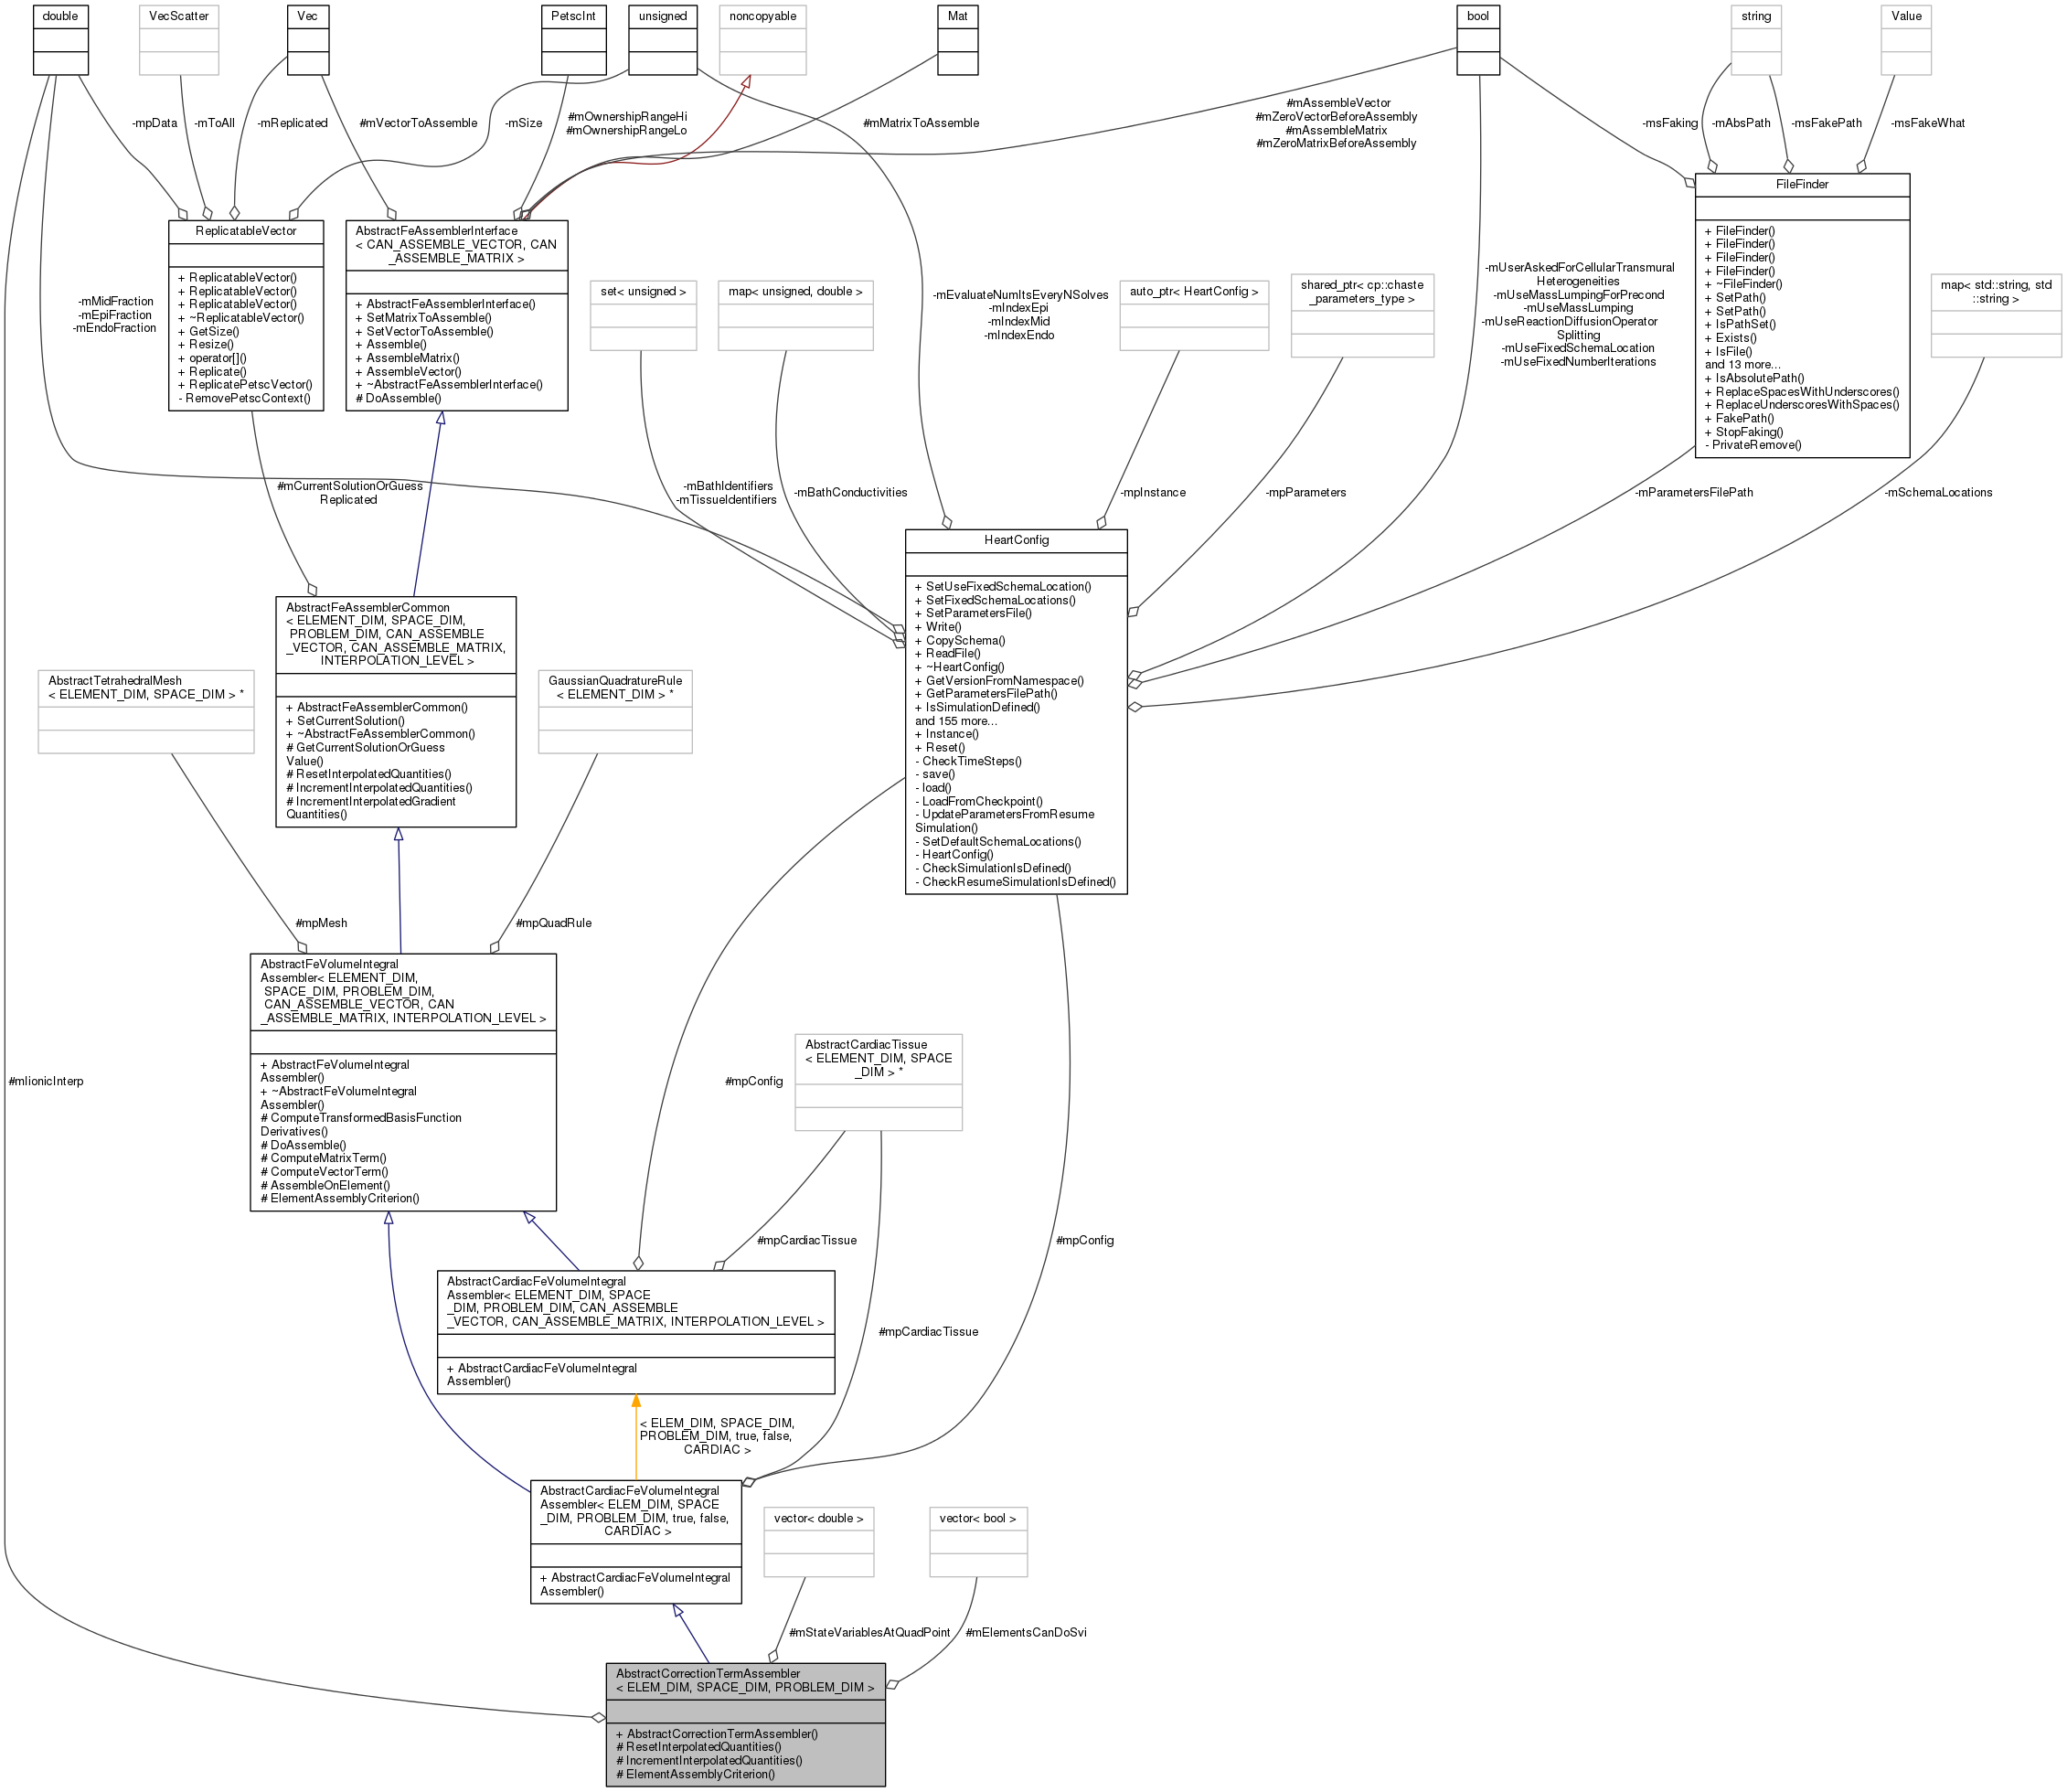 double
VecScatter
Vec
PetscInt
unsigned
noncopyable
Mat
bool
string
Value
-mpData
-mToAll
-mReplicated
#mVectorToAssemble
-mSize
#mOwnershipRangeHi
#mOwnershipRangeLo
#mMatrixToAssemble
#mAssembleVector
#mZeroVectorBeforeAssembly
#mAssembleMatrix
#mZeroMatrixBeforeAssembly
-msFaking
-mAbsPath
-msFakePath
-msFakeWhat
FileFinder
+ FileFinder()
+ FileFinder()
+ FileFinder()
+ FileFinder()
+ ~FileFinder()
+ SetPath()
+ SetPath()
+ IsPathSet()
+ Exists()
+ IsFile()
and 13 more...
+ IsAbsolutePath()
+ ReplaceSpacesWithUnderscores()
+ ReplaceUnderscoresWithSpaces()
+ FakePath()
+ StopFaking()
- PrivateRemove()
ReplicatableVector
+ ReplicatableVector()
+ ReplicatableVector()
+ ReplicatableVector()
+ ~ReplicatableVector()
+ GetSize()
+ Resize()
+ operator[]()
+ Replicate()
+ ReplicatePetscVector()
- RemovePetscContext()
AbstractFeAssemblerInterface
< CAN_ASSEMBLE_VECTOR, CAN
_ASSEMBLE_MATRIX >
+ AbstractFeAssemblerInterface()
+ SetMatrixToAssemble()
+ SetVectorToAssemble()
+ Assemble()
+ AssembleMatrix()
+ AssembleVector()
+ ~AbstractFeAssemblerInterface()
# DoAssemble()
-mMidFraction
-mEpiFraction
-mEndoFraction
set< unsigned >
map< unsigned, double >
-mEvaluateNumItsEveryNSolves
-mIndexEpi
-mIndexMid
-mIndexEndo
auto_ptr< HeartConfig >
shared_ptr< cp::chaste
_parameters_type >
-mUserAskedForCellularTransmural
Heterogeneities
-mUseMassLumpingForPrecond
-mUseMassLumping
-mUseReactionDiffusionOperator
Splitting
-mUseFixedSchemaLocation
-mUseFixedNumberIterations
map< std::string, std
::string >
#mCurrentSolutionOrGuess
Replicated
-mBathIdentifiers
-mTissueIdentifiers
-mBathConductivities
-mpInstance
-mpParameters
-mParametersFilePath
-mSchemaLocations
HeartConfig
+ SetUseFixedSchemaLocation()
+ SetFixedSchemaLocations()
+ SetParametersFile()
+ Write()
+ CopySchema()
+ ReadFile()
+ ~HeartConfig()
+ GetVersionFromNamespace()
+ GetParametersFilePath()
+ IsSimulationDefined()
and 155 more...
+ Instance()
+ Reset()
- CheckTimeSteps()
- save()
- load()
- LoadFromCheckpoint()
- UpdateParametersFromResume
Simulation()
- SetDefaultSchemaLocations()
- HeartConfig()
- CheckSimulationIsDefined()
- CheckResumeSimulationIsDefined()
AbstractFeAssemblerCommon
< ELEMENT_DIM, SPACE_DIM,
PROBLEM_DIM, CAN_ASSEMBLE
_VECTOR, CAN_ASSEMBLE_MATRIX,
INTERPOLATION_LEVEL >
+ AbstractFeAssemblerCommon()
+ SetCurrentSolution()
+ ~AbstractFeAssemblerCommon()
# GetCurrentSolutionOrGuess
Value()
# ResetInterpolatedQuantities()
# IncrementInterpolatedQuantities()
# IncrementInterpolatedGradient
Quantities()
AbstractTetrahedralMesh
< ELEMENT_DIM, SPACE_DIM > *
GaussianQuadratureRule
< ELEMENT_DIM > *
#mpMesh
#mpQuadRule
AbstractFeVolumeIntegral
Assembler< ELEMENT_DIM,
SPACE_DIM, PROBLEM_DIM,
CAN_ASSEMBLE_VECTOR, CAN
_ASSEMBLE_MATRIX, INTERPOLATION_LEVEL >
+ AbstractFeVolumeIntegral
Assembler()
+ ~AbstractFeVolumeIntegral
Assembler()
# ComputeTransformedBasisFunction
Derivatives()
# DoAssemble()
# ComputeMatrixTerm()
# ComputeVectorTerm()
# AssembleOnElement()
# ElementAssemblyCriterion()
#mIionicInterp
#mpConfig
AbstractCardiacTissue
< ELEMENT_DIM, SPACE
_DIM > *
#mpCardiacTissue
#mpConfig
AbstractCardiacFeVolumeIntegral
Assembler< ELEMENT_DIM, SPACE
_DIM, PROBLEM_DIM, CAN_ASSEMBLE
_VECTOR, CAN_ASSEMBLE_MATRIX, INTERPOLATION_LEVEL >
+ AbstractCardiacFeVolumeIntegral
Assembler()
#mpCardiacTissue
< ELEM_DIM, SPACE_DIM,
PROBLEM_DIM, true, false,
CARDIAC >
AbstractCardiacFeVolumeIntegral
Assembler< ELEM_DIM, SPACE
_DIM, PROBLEM_DIM, true, false,
CARDIAC >
+ AbstractCardiacFeVolumeIntegral
Assembler()
vector< double >
vector< bool >
#mStateVariablesAtQuadPoint
#mElementsCanDoSvi
AbstractCorrectionTermAssembler
< ELEM_DIM, SPACE_DIM, PROBLEM_DIM >
+ AbstractCorrectionTermAssembler()
# ResetInterpolatedQuantities()
# IncrementInterpolatedQuantities()
# ElementAssemblyCriterion()